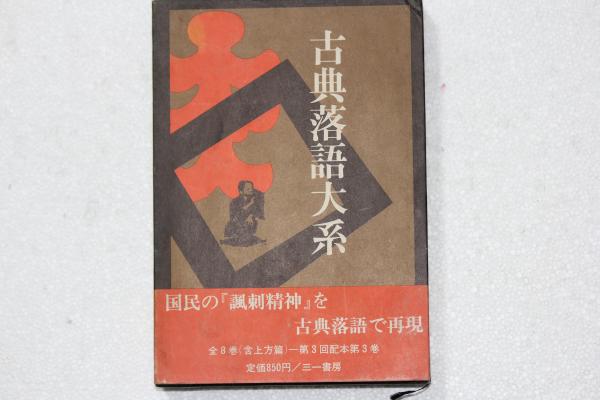 古典落語大系
国民の『諷刺精神』を
古典落語で再現
全8巻(含上方篇)―第3回配本第3巻
定価850円/三一書房